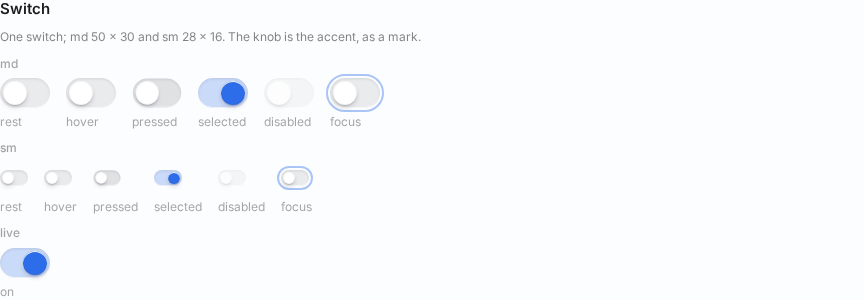 Switch
One switch; md 50 × 30 and sm 28 × 16. The knob is the accent, as a mark.
md
rest hover pressed selected disabled focus
sm
rest hover pressed selected disabled focus
live
on